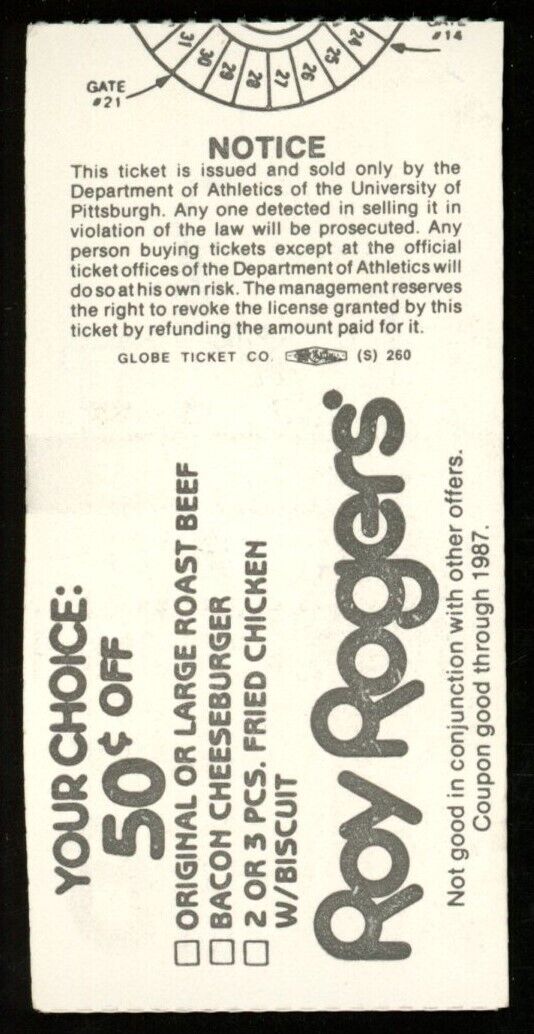 GATE
#14
31 30 29 28 27 26 25 24
GATE
#21
NOTICE
This ticket is issued and sold only by the
Department of Athletics of the University of
Pittsburgh. Any one detected in selling it in
violation of the law will be prosecuted. Any
person buying tickets except at the official
ticket offices of the Department of Athletics will
do so at his own risk. The management reserves
the right to revoke the license granted by this
ticket by refunding the amount paid for it.
GLOBE TICKET CO. (S) 260
YOUR CHOICE:
50¢ OFF
ORIGINAL OR LARGE ROAST BEEF
BACON CHEESEBURGER
2 OR 3 PCS. FRIED CHICKEN
W/BISCUIT
Roy Rogers
Not good in conjunction with other offers.
Coupon good through 1987.